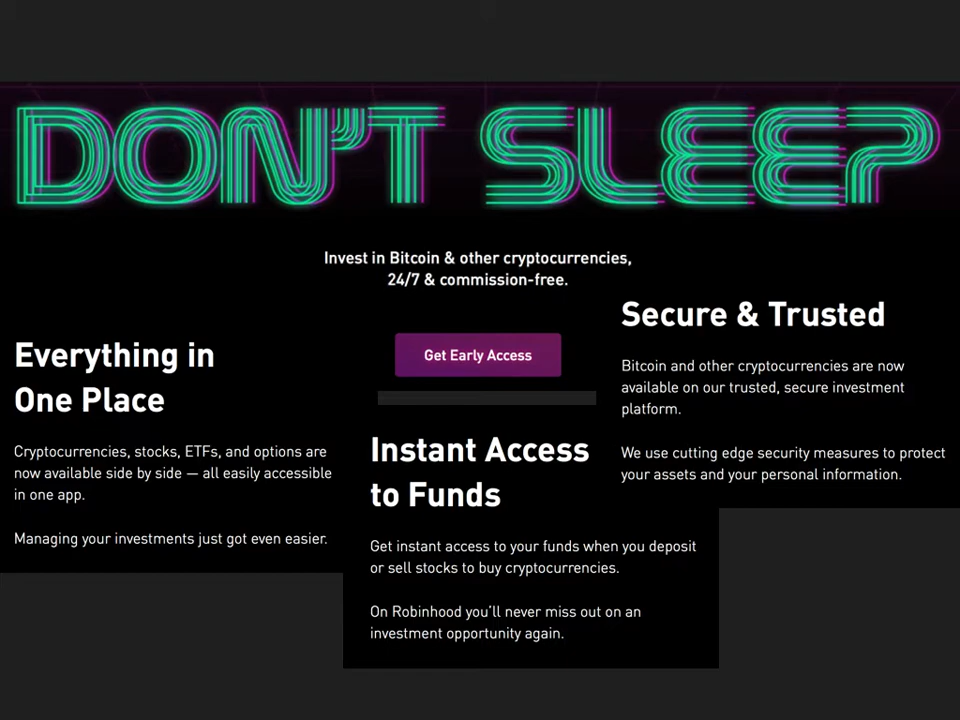 DON'T SLEEP
Invest in Bitcoin & other cryptocurrencies,
24/7 & commission-free.
Get Early Access
Everything in
One Place
Cryptocurrencies, stocks, ETFs, and options are
now available side by side — all easily accessible
in one app.
Managing your investments just got even easier.
Instant Access
to Funds
Get instant access to your funds when you deposit
or sell stocks to buy cryptocurrencies.
On Robinhood you’ll never miss out on an
investment opportunity again.
Secure & Trusted
Bitcoin and other cryptocurrencies are now
available on our trusted, secure investment
platform.
We use cutting edge security measures to protect
your assets and your personal information.